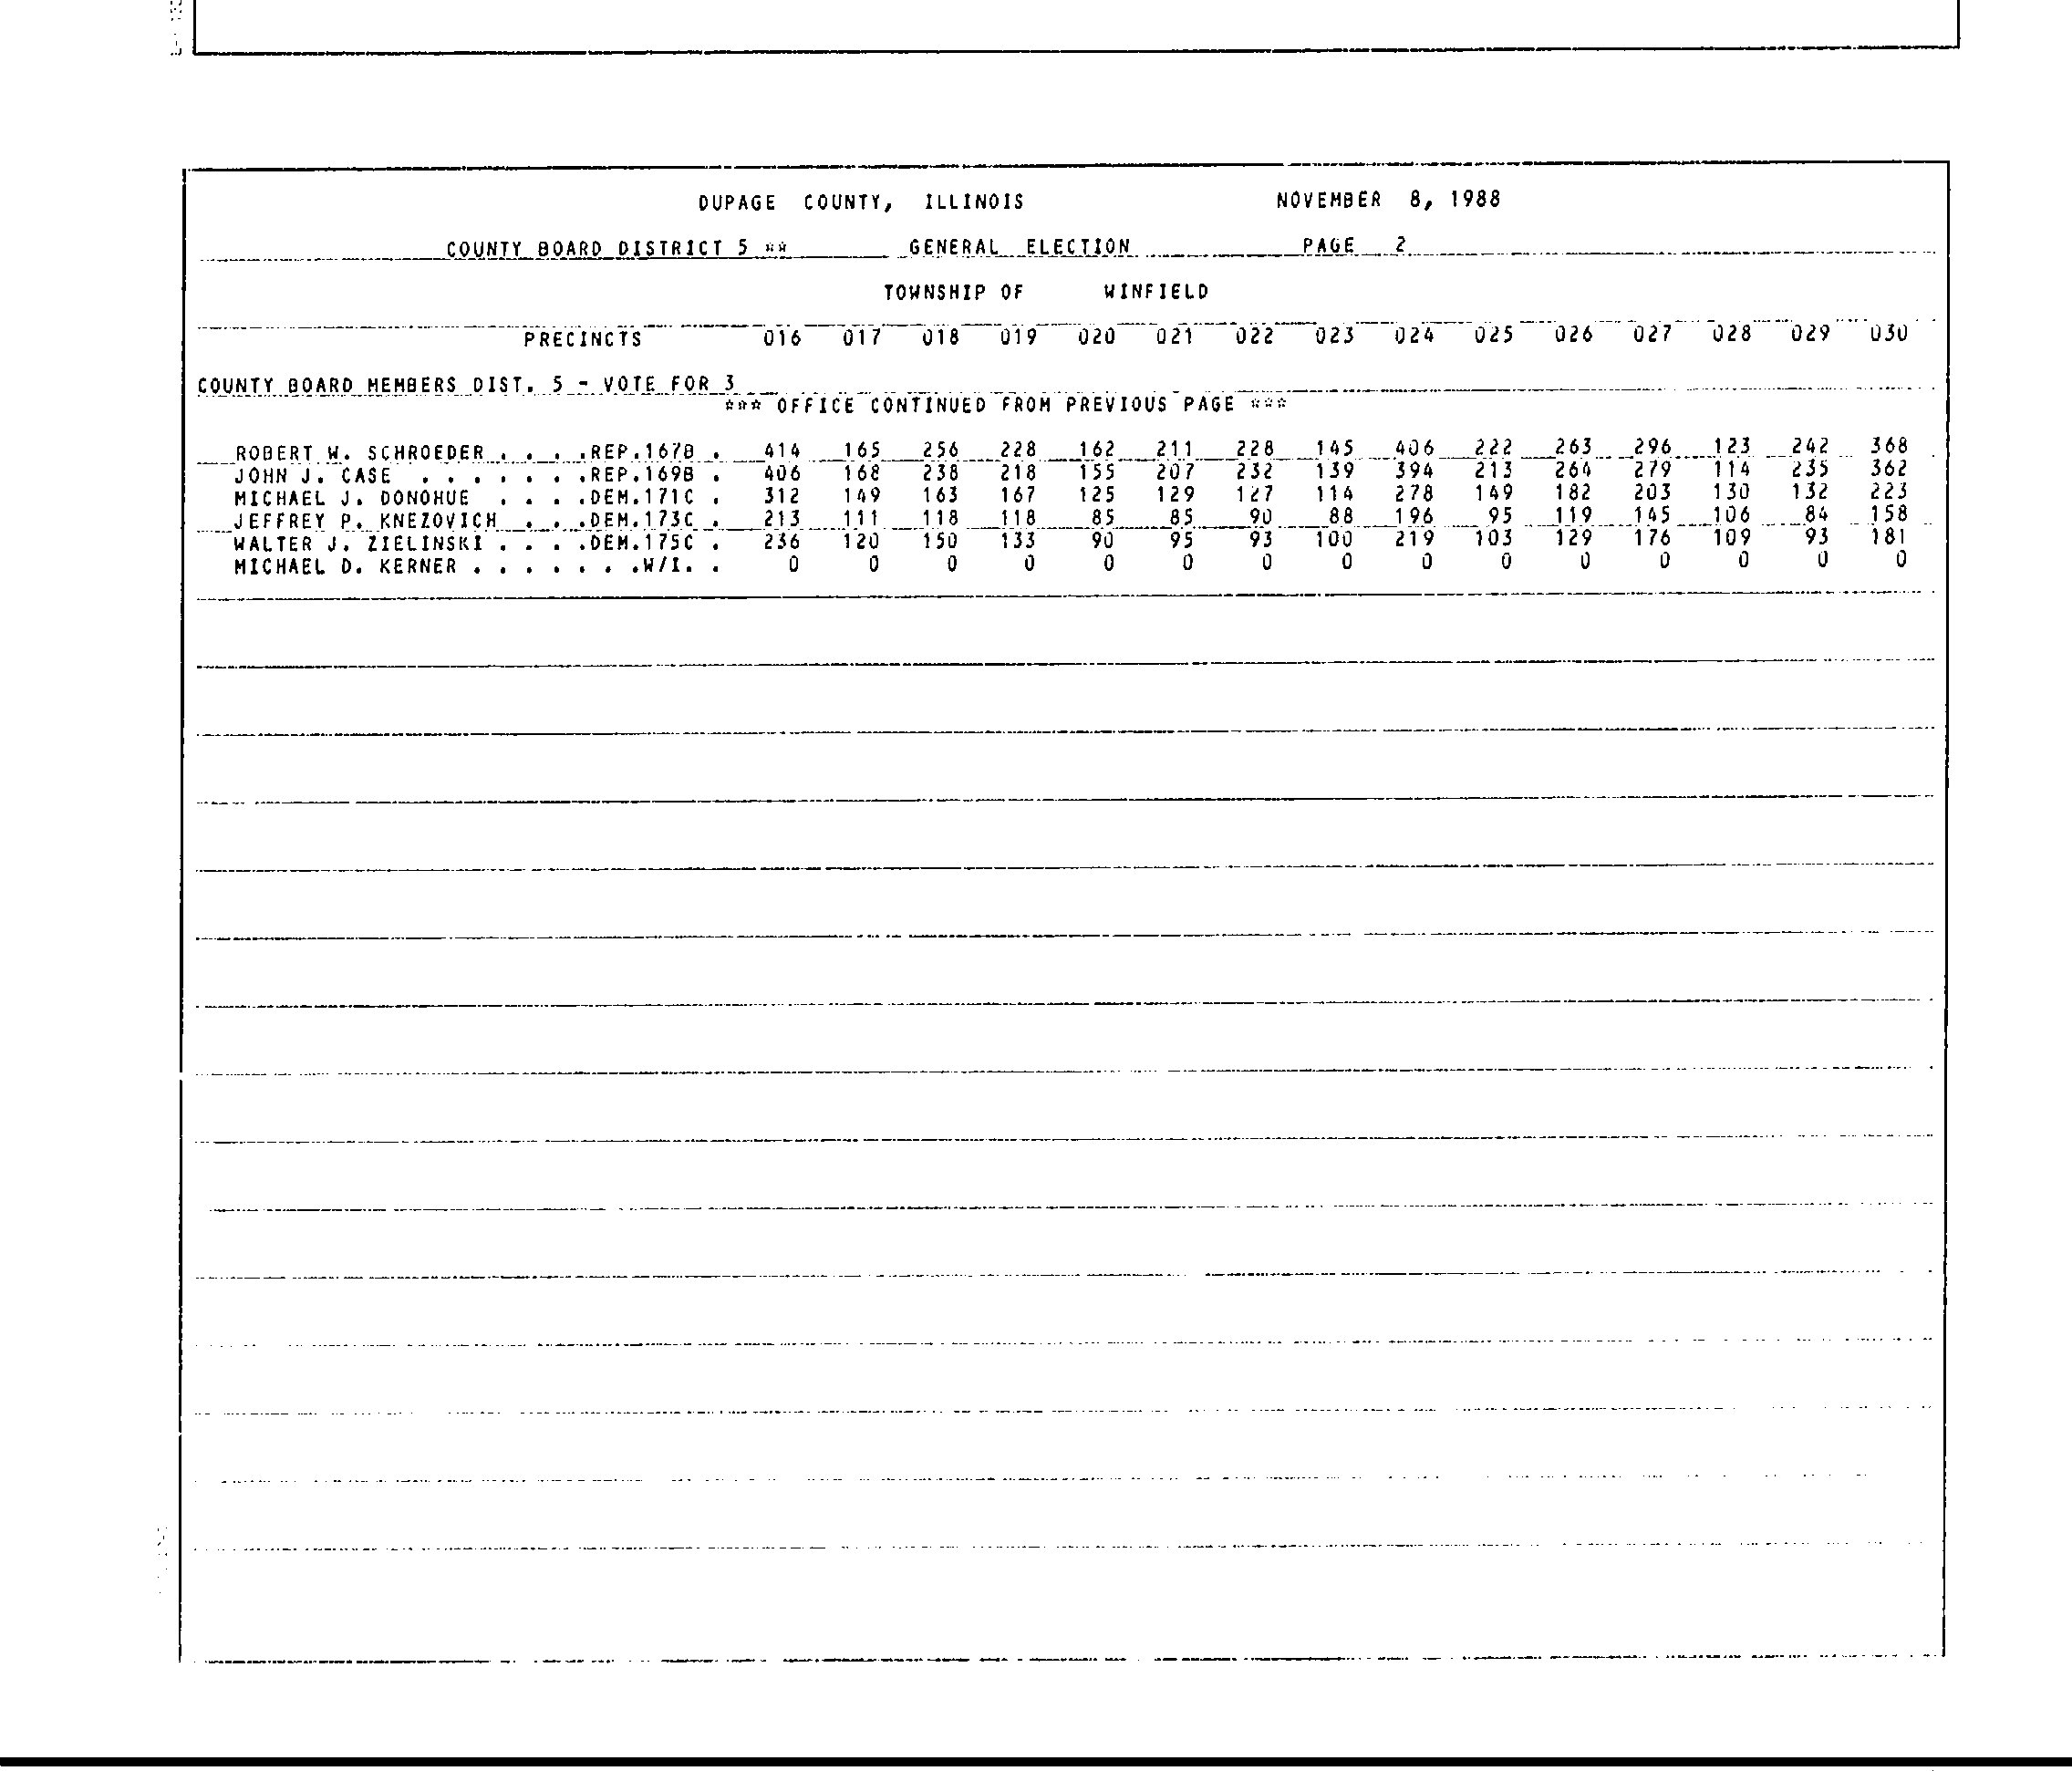 DUPAGE COUNTY, ILLINOIS NOVEMBER 8, 1988
COUNTY BOARD DISTRICT 5 ** GENERAL ELECTION PAGE 2
TOWNSHIP OF WINFIELD
PRECINCTS 016 017 018 019 020 021 022 023 024 025 026 027 028 029 030
COUNTY BOARD MEMBERS DIST. 5 - VOTE FOR 3
*** OFFICE CONTINUED FROM PREVIOUS PAGE ***
ROBERT W. SCHROEDER . . . .REP.167B . 414 165 256 228 162 211 228 145 406 222 263 296 123 242 368
JOHN J. CASE . . . . . . .REP.169B . 406 168 238 218 155 207 232 139 394 213 264 279 114 235 362
MICHAEL J. DONOHUE . . . .DEM.171C . 312 149 163 167 125 129 127 114 278 149 182 203 130 132 223
JEFFREY P. KNEZOVICH . . .DEM.173C . 213 111 118 118 85 85 90 88 196 95 119 145 106 84 158
WALTER J. ZIELINSKI . . . .DEM.175C . 236 120 150 133 90 95 93 100 219 103 129 176 109 93 181
MICHAEL D. KERNER . . . . . . .W/I. . 0 0 0 0 0 0 0 0 0 0 0 0 0 0 0